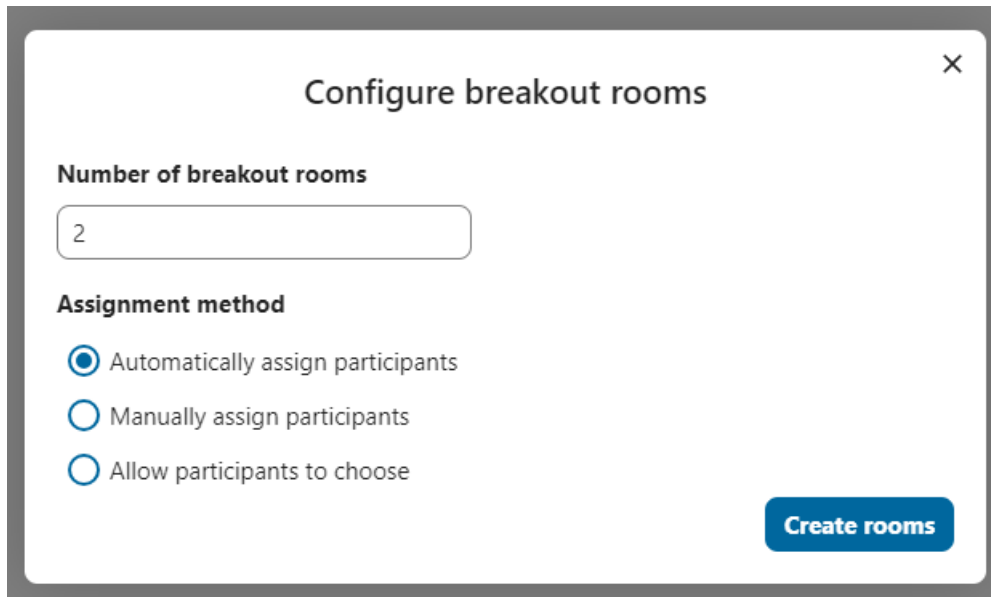 Configure breakout rooms
Number of breakout rooms
2
Assignment method
Automatically assign participants
Manually assign participants
Allow participants to choose
Create rooms